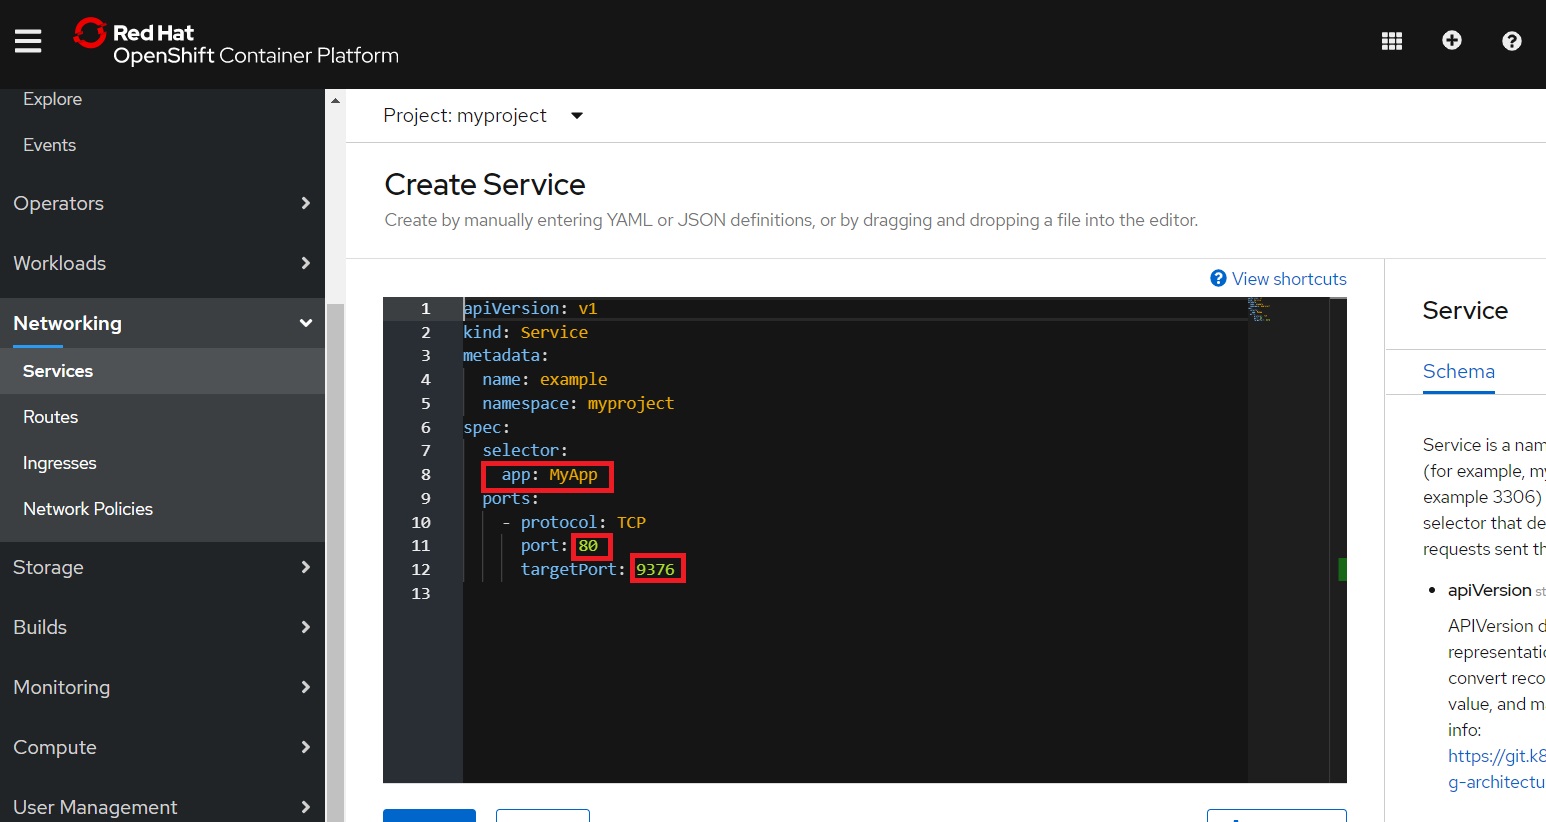 Red Hat
OpenShift Container Platform
Explore
Events
Operators
Workloads
Networking
Services
Routes
Ingresses
Network Policies
Storage
Builds
Monitoring
Compute
User Management
Project: myproject
Create Service
Create by manually entering YAML or JSON definitions, or by dragging and dropping a file into the editor.
View shortcuts
1 apiVersion: v1
2 kind: Service
3 metadata:
4 name: example
5 namespace: myproject
6 spec:
7 selector:
8 app: MyApp
9 ports:
10 - protocol: TCP
11 port: 80
12 targetPort: 9376
13
Service
Schema
Service is a nam
(for example, my
example 3306)
selector that de
requests sent th
• apiVersion st
APIVersion d
representatio
convert reco
value, and m
info:
https://git.k8
g-architectu